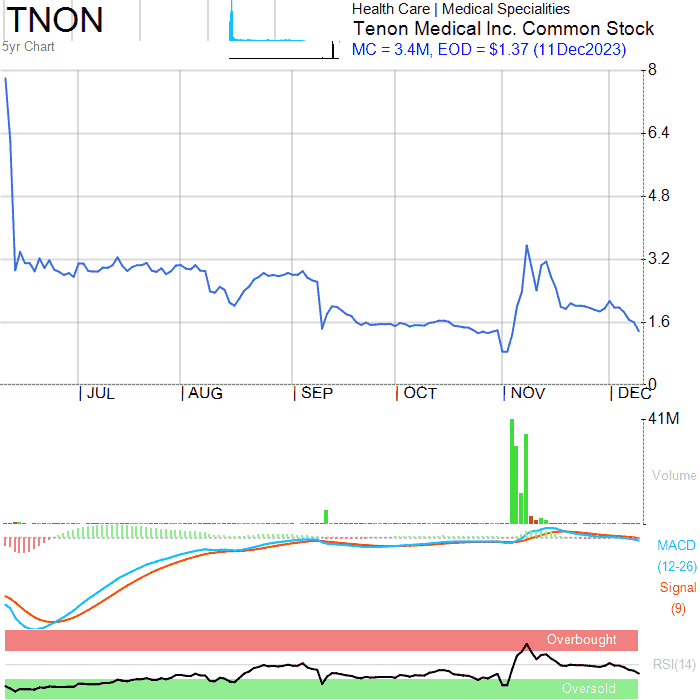 TNON
5yr Chart
Health Care | Medical Specialities
Tenon Medical Inc. Common Stock
MC = 3.4M, EOD = $1.37 (11Dec2023)
8
6.4
4.8
3.2
1.6
0
| JUL | AUG | SEP | OCT | NOV | DEC
41M
Volume
MACD
(12-26)
Signal
(9)
Overbought
RSI(14)
Oversold